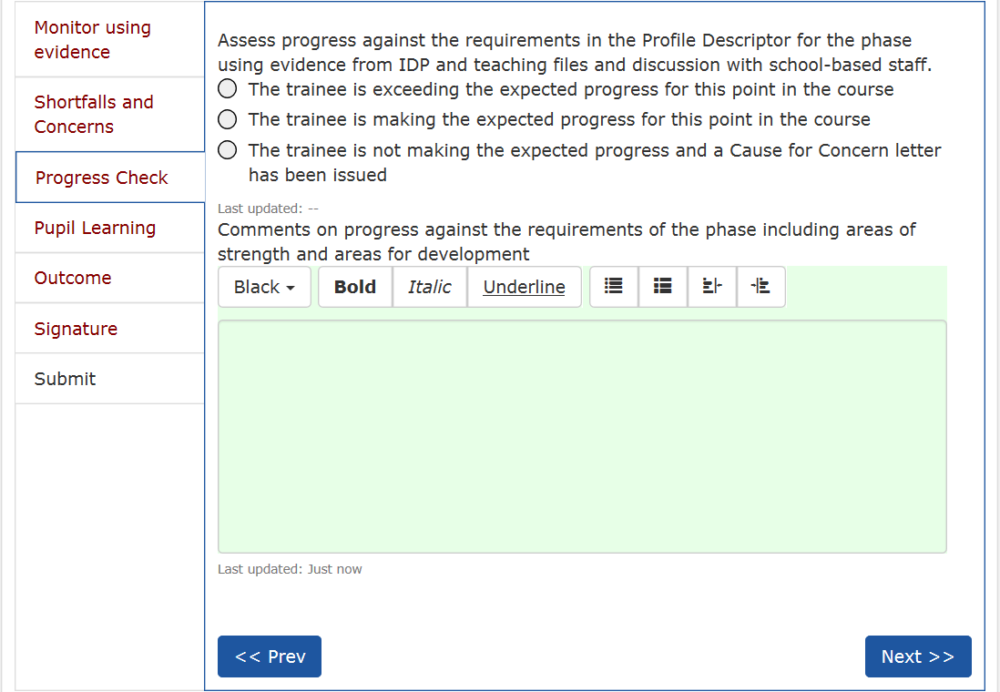 Monitor using
evidence
Shortfalls and
Concerns
Progress Check
Pupil Learning
Outcome
Signature
Submit
Assess progress against the requirements in the Profile Descriptor for the phase
using evidence from IDP and teaching files and discussion with school-based staff.
The trainee is exceeding the expected progress for this point in the course
The trainee is making the expected progress for this point in the course
The trainee is not making the expected progress and a Cause for Concern letter
has been issued
Last updated: --
Comments on progress against the requirements of the phase including areas of
strength and areas for development
Black Bold Italic Underline
Last updated: Just now
<< Prev Next >>